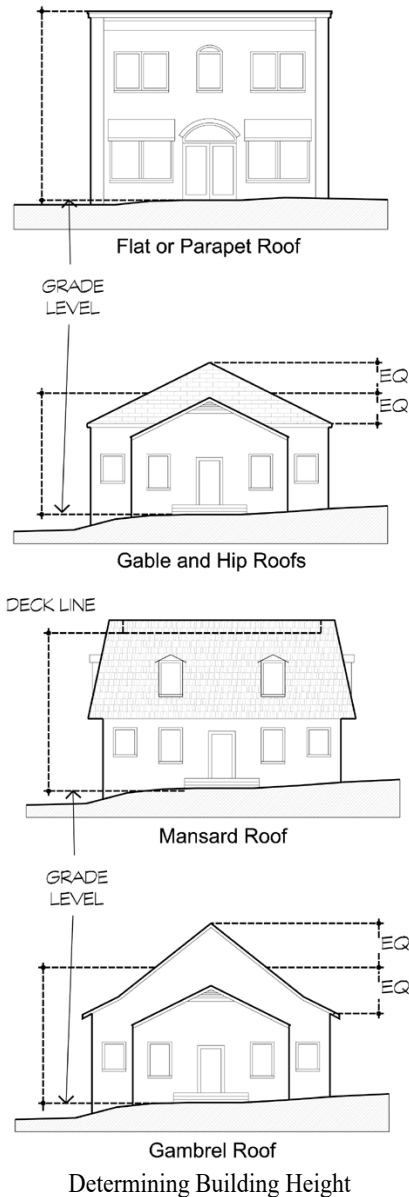 Flat or Parapet Roof
GRADE
LEVEL
EQ
EQ
Gable and Hip Roofs
DECK LINE
Mansard Roof
GRADE
LEVEL
EQ
EQ
Gambrel Roof
Determining Building Height